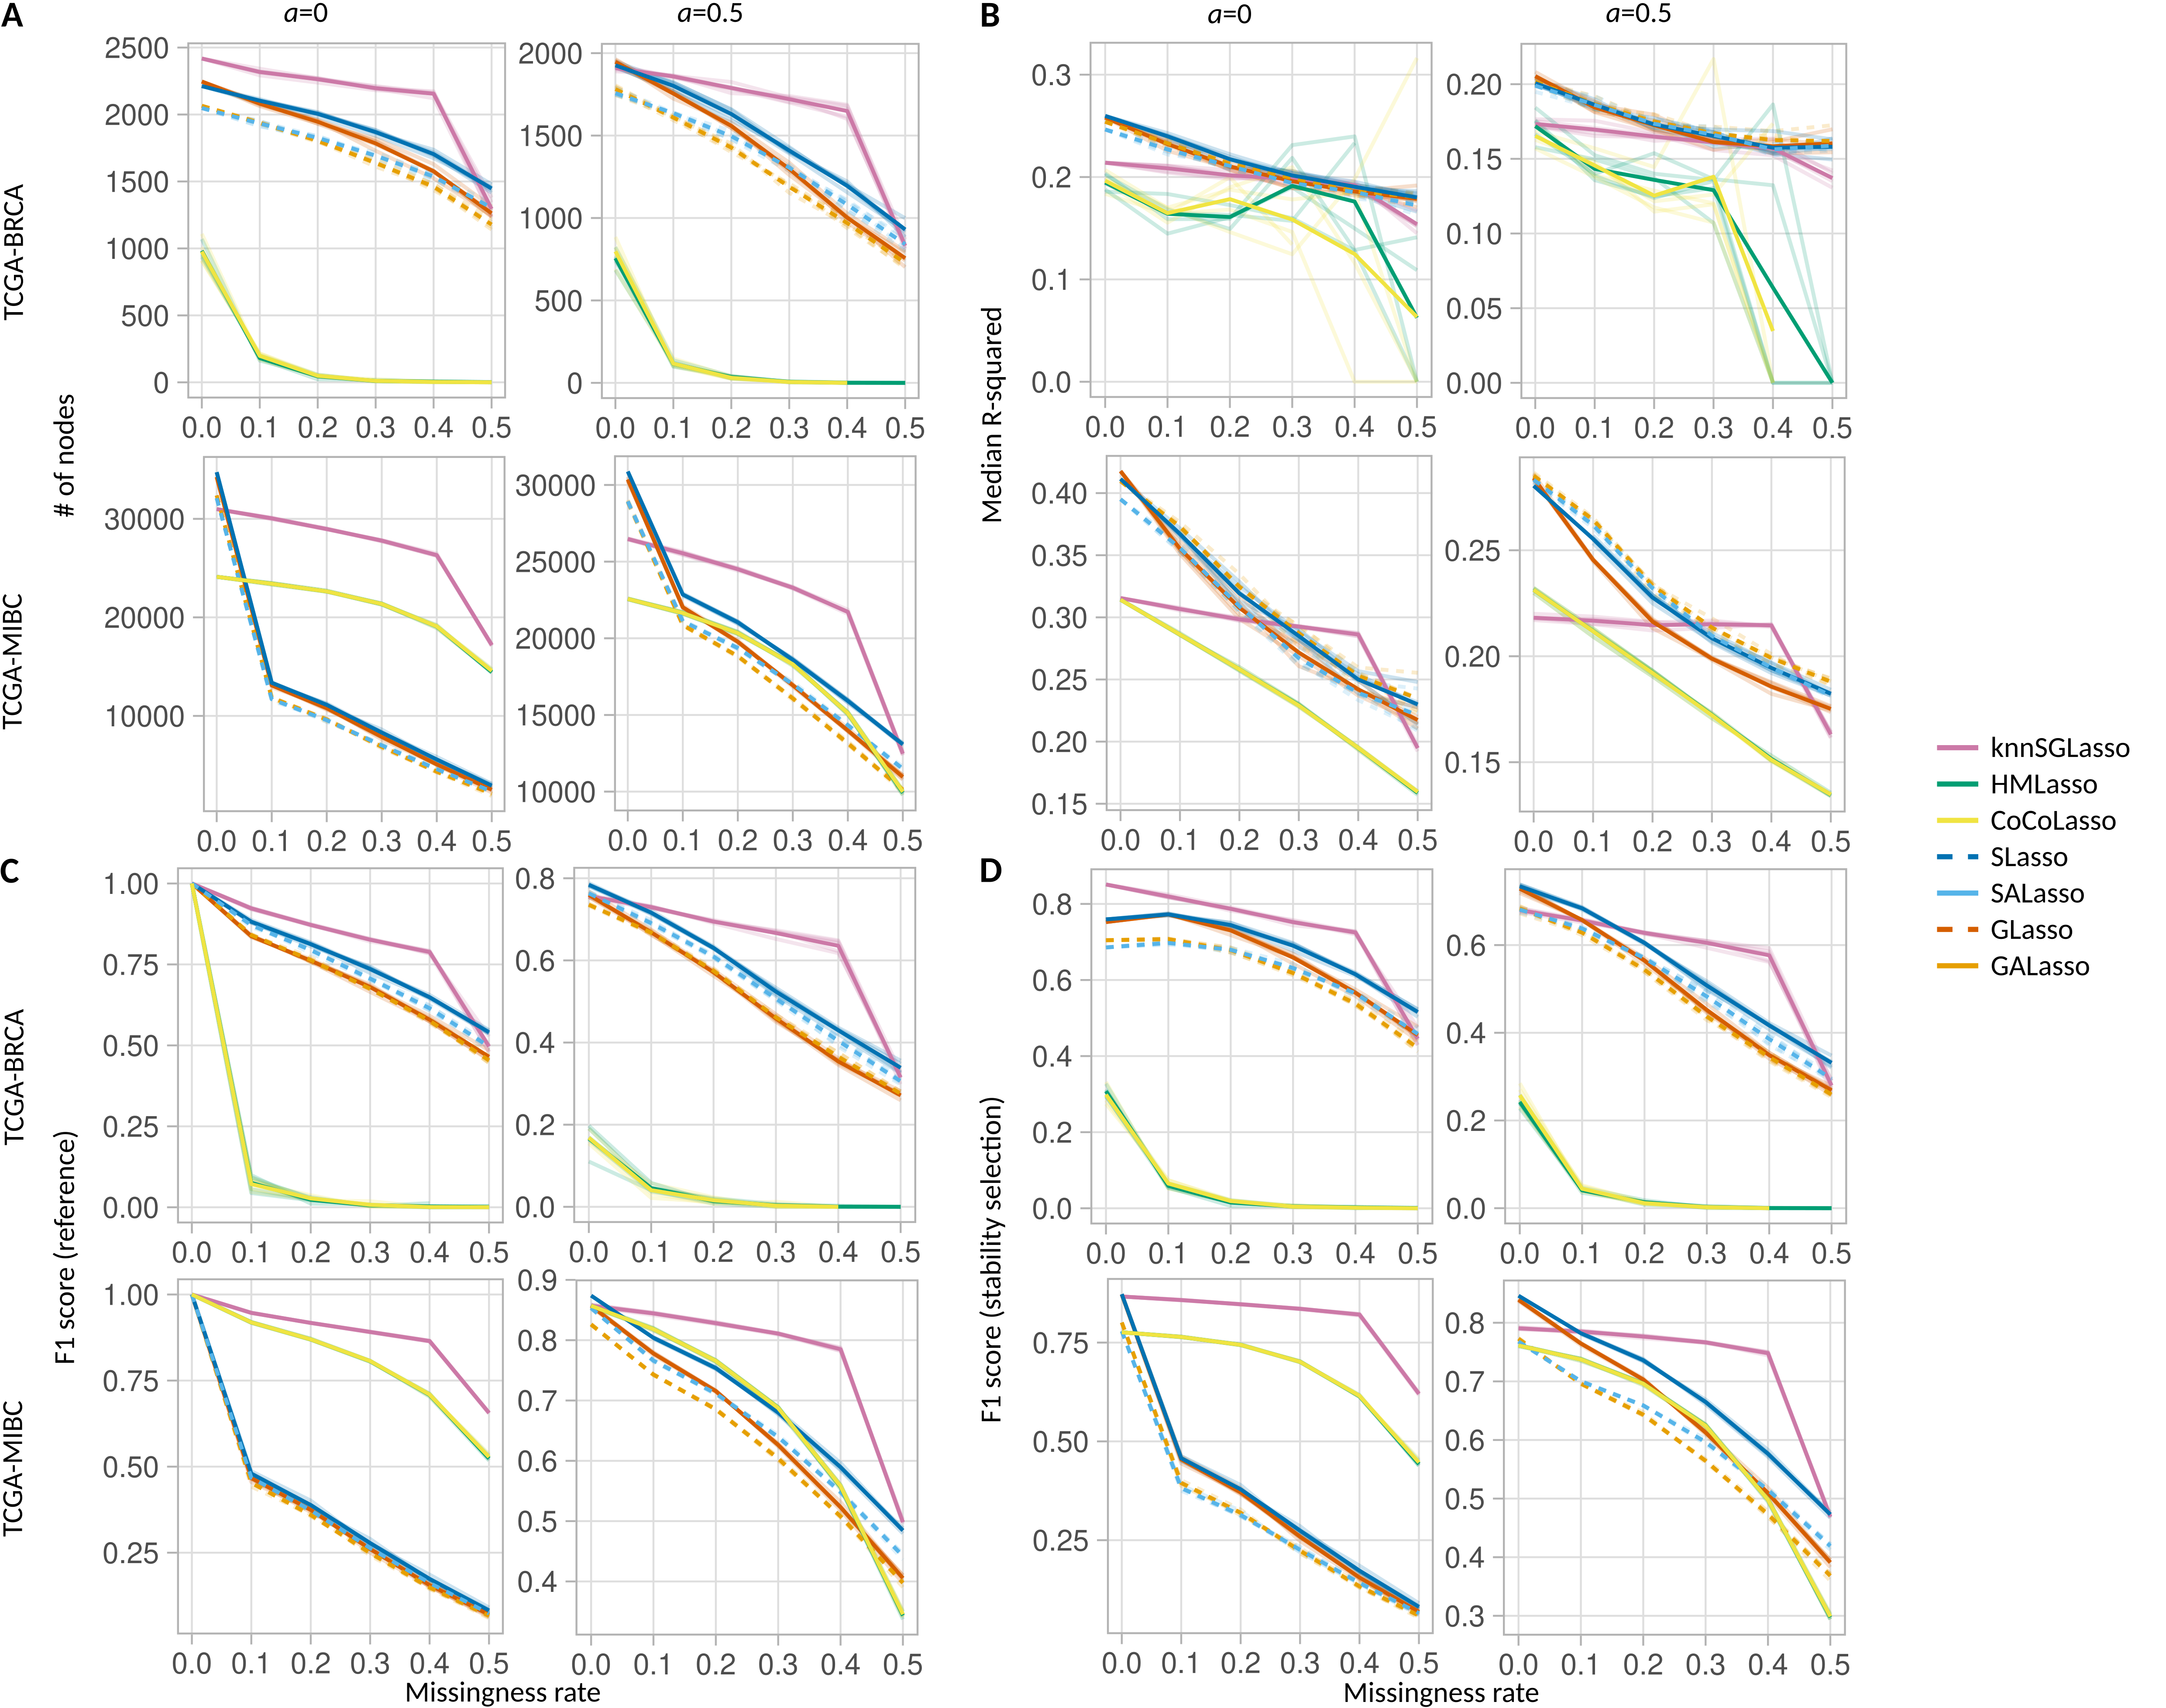 A
a=0
a=0.5
B
a=0
a=0.5
TCGA-BRCA
TCGA-MIBC
# of nodes
2500
2000
1500
1000
500
0
0.0 0.1 0.2 0.3 0.4 0.5
2000
1500
1000
500
0
0.0 0.1 0.2 0.3 0.4 0.5
30000
20000
10000
0.0 0.1 0.2 0.3 0.4 0.5
30000
25000
20000
15000
10000
0.0 0.1 0.2 0.3 0.4 0.5
Median R-squared
0.3
0.2
0.1
0.0
0.0 0.1 0.2 0.3 0.4 0.5
0.20
0.15
0.10
0.05
0.00
0.0 0.1 0.2 0.3 0.4 0.5
0.40
0.35
0.30
0.25
0.20
0.15
0.0 0.1 0.2 0.3 0.4 0.5
0.25
0.20
0.15
0.0 0.1 0.2 0.3 0.4 0.5
knnSGLasso
HMLasso
CoCoLasso
SLasso
SALasso
GLasso
GALasso
C
TCGA-BRCA
TCGA-MIBC
F1 score (reference)
1.00
0.75
0.50
0.25
0.00
0.0 0.1 0.2 0.3 0.4 0.5
0.8
0.6
0.4
0.2
0.0
0.0 0.1 0.2 0.3 0.4 0.5
1.00
0.75
0.50
0.25
0.0 0.1 0.2 0.3 0.4 0.5
0.9
0.8
0.7
0.6
0.5
0.4
0.0 0.1 0.2 0.3 0.4 0.5
Missingness rate
D
F1 score (stability selection)
0.8
0.6
0.4
0.2
0.0
0.0 0.1 0.2 0.3 0.4 0.5
0.6
0.4
0.2
0.0
0.0 0.1 0.2 0.3 0.4 0.5
0.75
0.50
0.25
0.0 0.1 0.2 0.3 0.4 0.5
0.8
0.7
0.6
0.5
0.4
0.3
0.0 0.1 0.2 0.3 0.4 0.5
Missingness rate